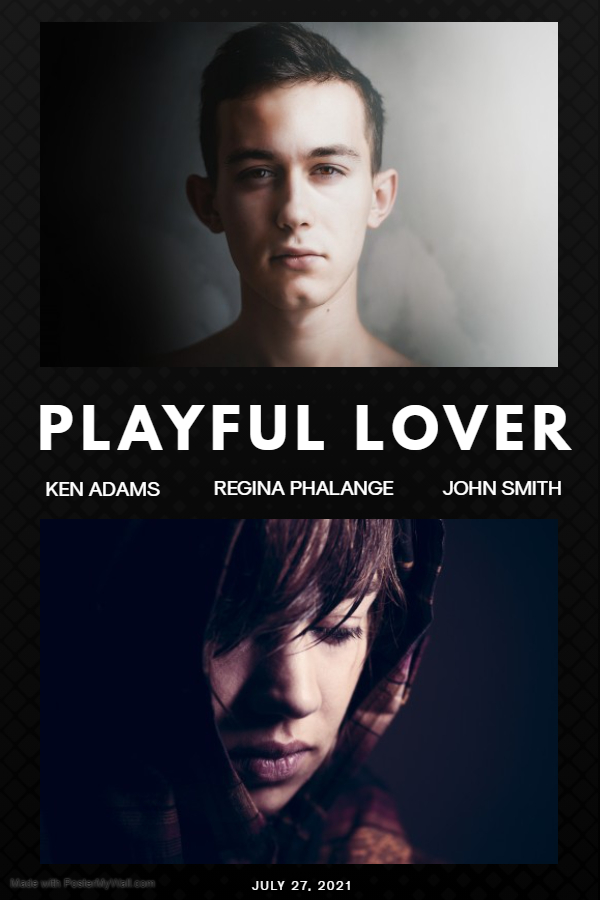 PLAYFUL LOVER
KEN ADAMS REGINA PHALANGE JOHN SMITH
Made with PosterMyWall.com
JULY 27, 2021